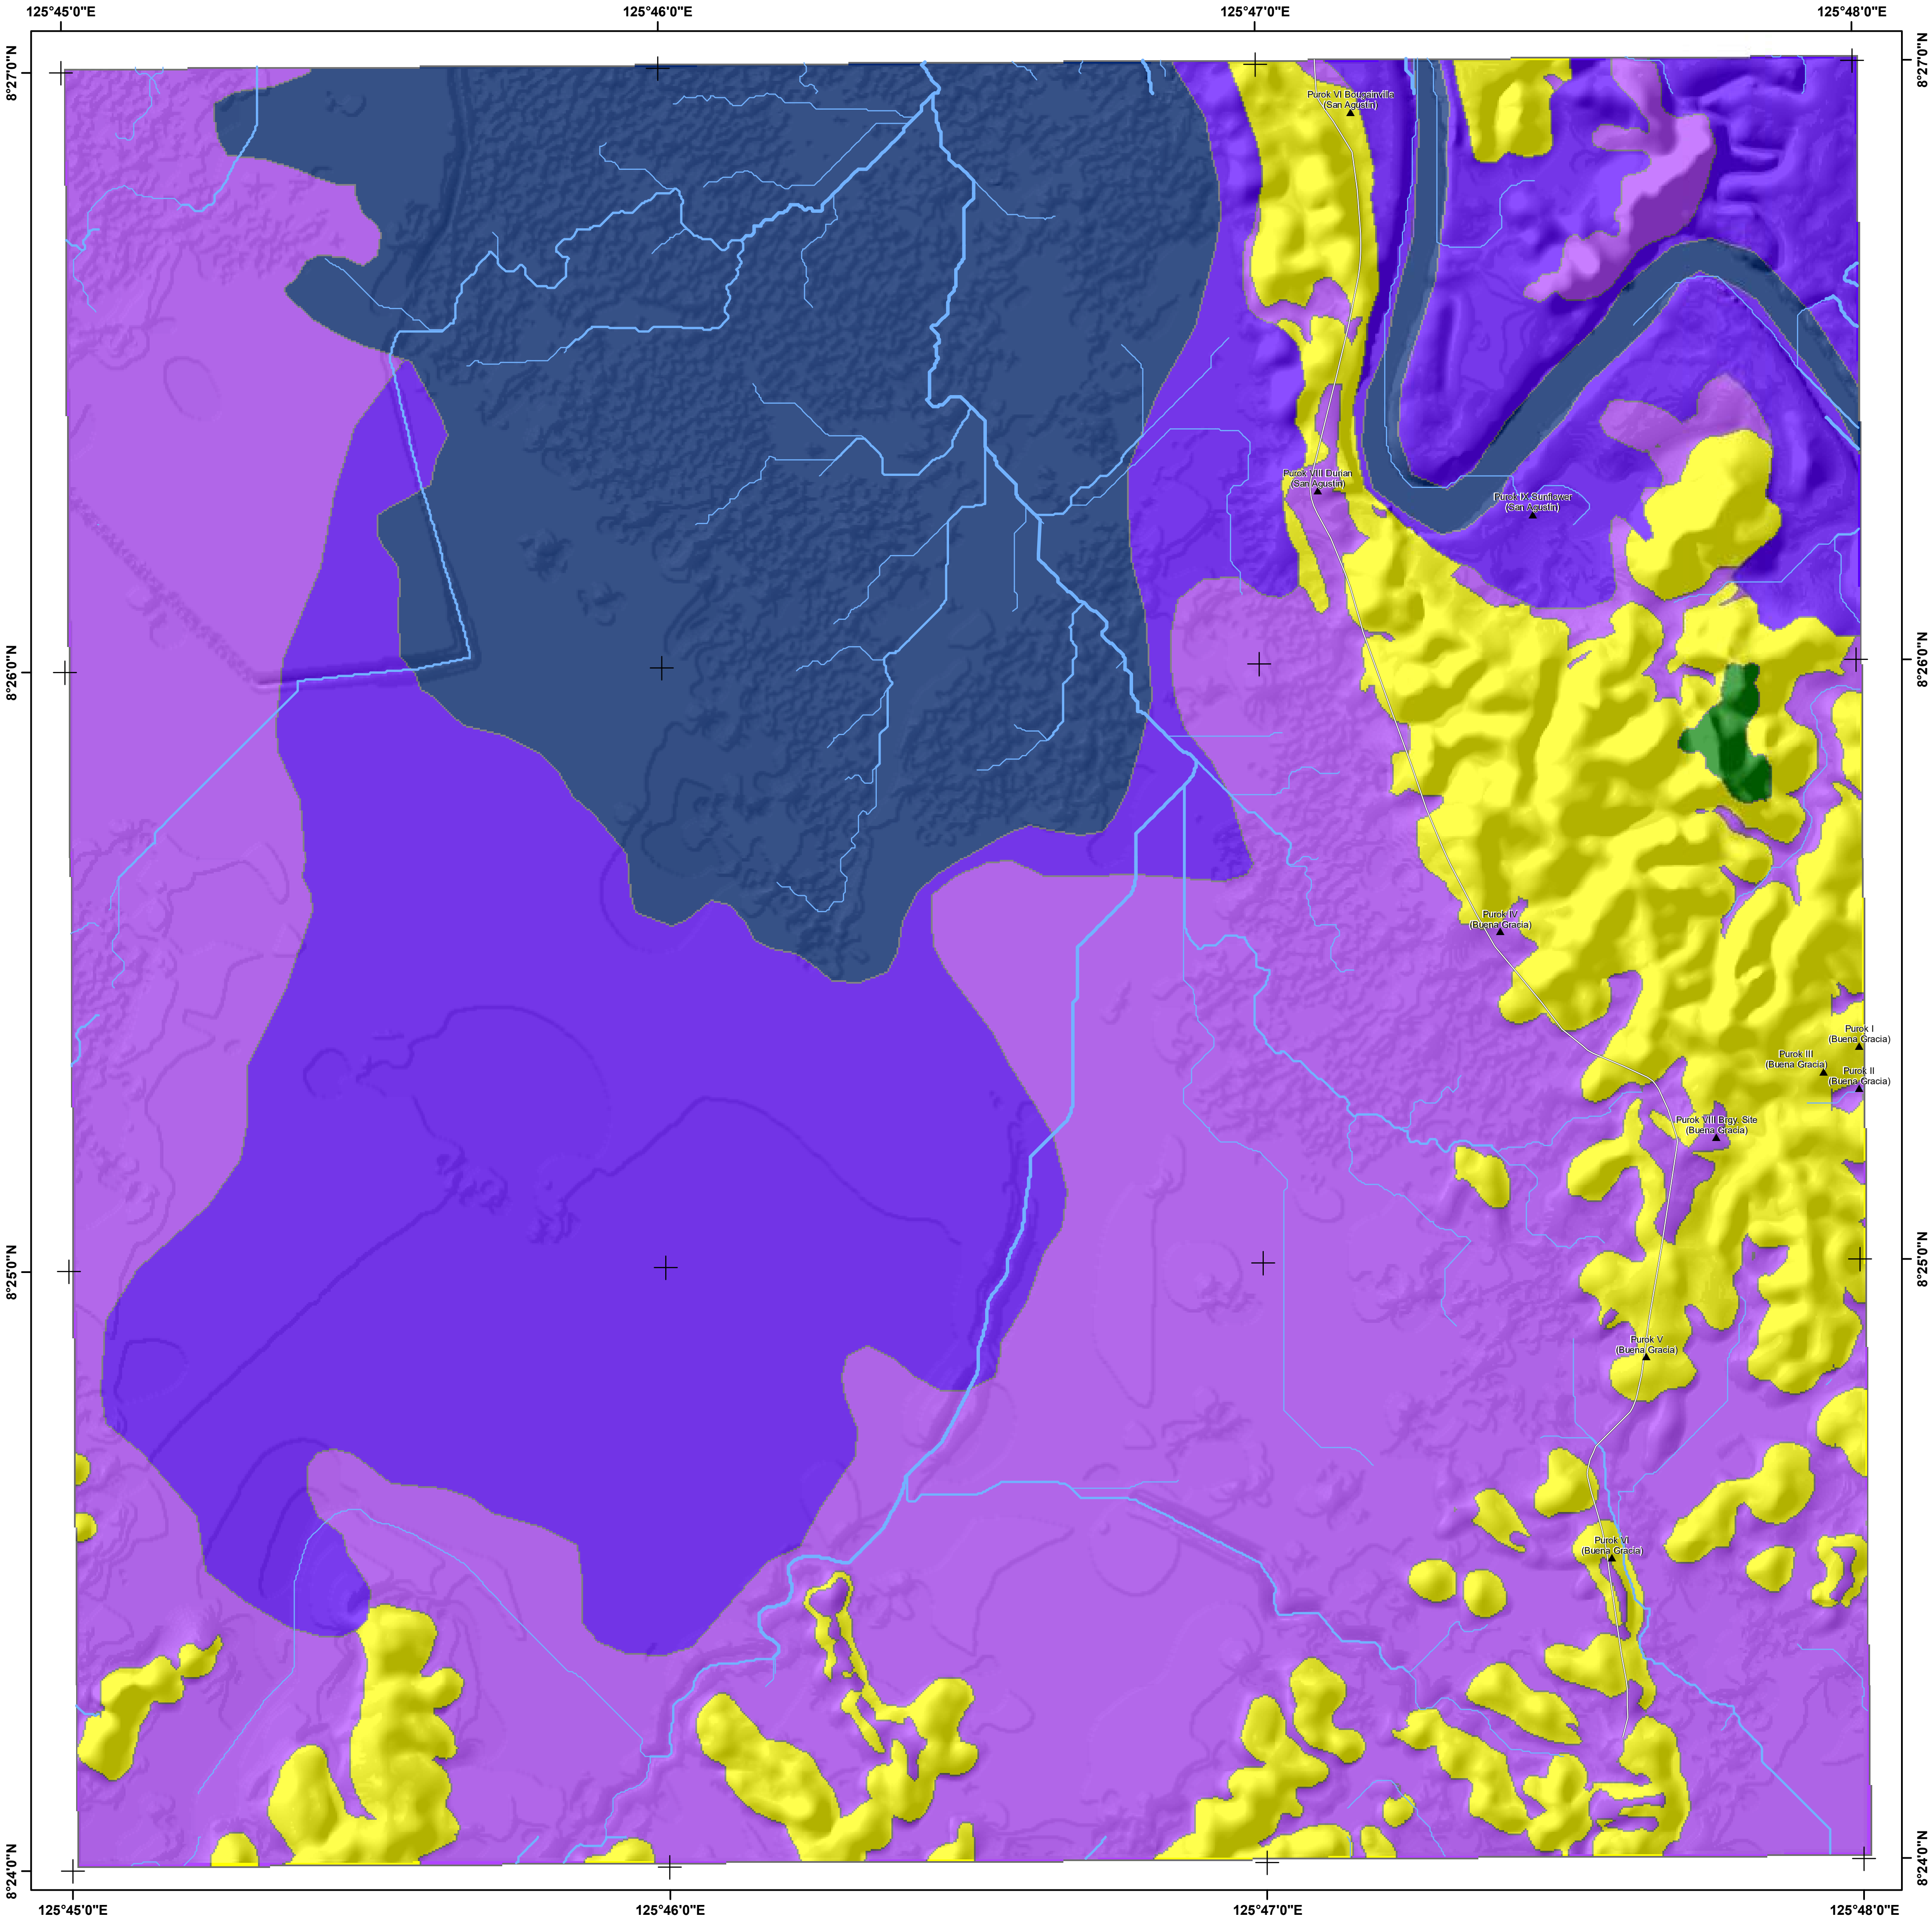 125°45'0"E 125°46'0"E 125°47'0"E 125°48'0"E
8°27'0"N 8°27'0"N
Purok VI Bougainvilla
(San Agustin)
Purok VIII Durian
(San Agustin)
Purok IX Sunflower
(San Agustin)
8°26'0"N 8°26'0"N
Purok IV
(Buena Gracia)
Purok I
(Buena Gracia)
Purok III
(Buena Gracia)
Purok II
(Buena Gracia)
Purok VIII Brgy. Site
(Buena Gracia)
8°25'0"N 8°25'0"N
Purok V
(Buena Gracia)
Purok VI
(Buena Gracia)
8°24'0"N 8°24'0"N
125°45'0"E 125°46'0"E 125°47'0"E 125°48'0"E